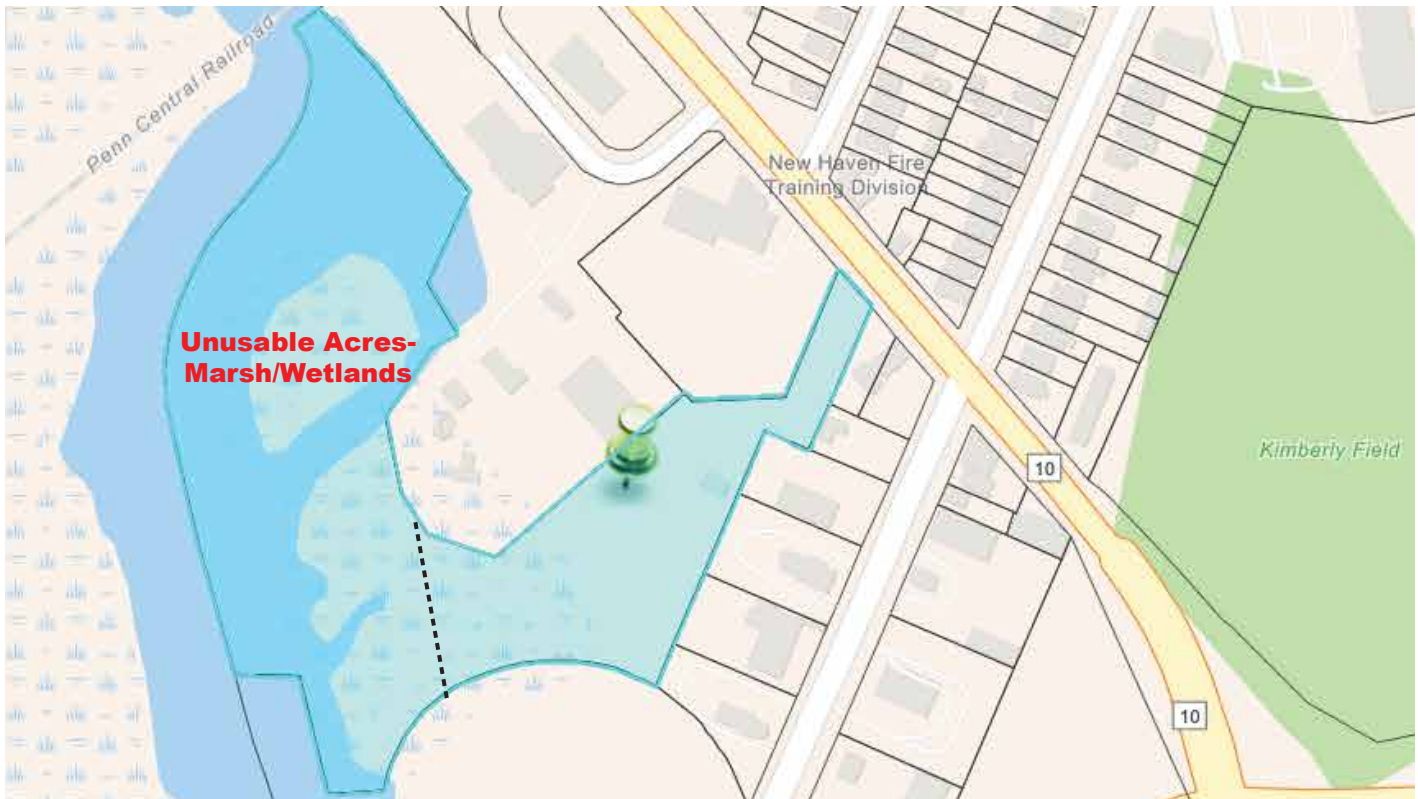 Penn Central Railroad
New Haven Fire
Training Division
Unusable Acres-
Marsh/Wetlands
Kimberly Field
10
10